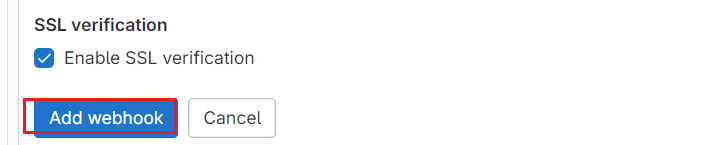 SSL verification
Enable SSL verification
Add webhook Cancel